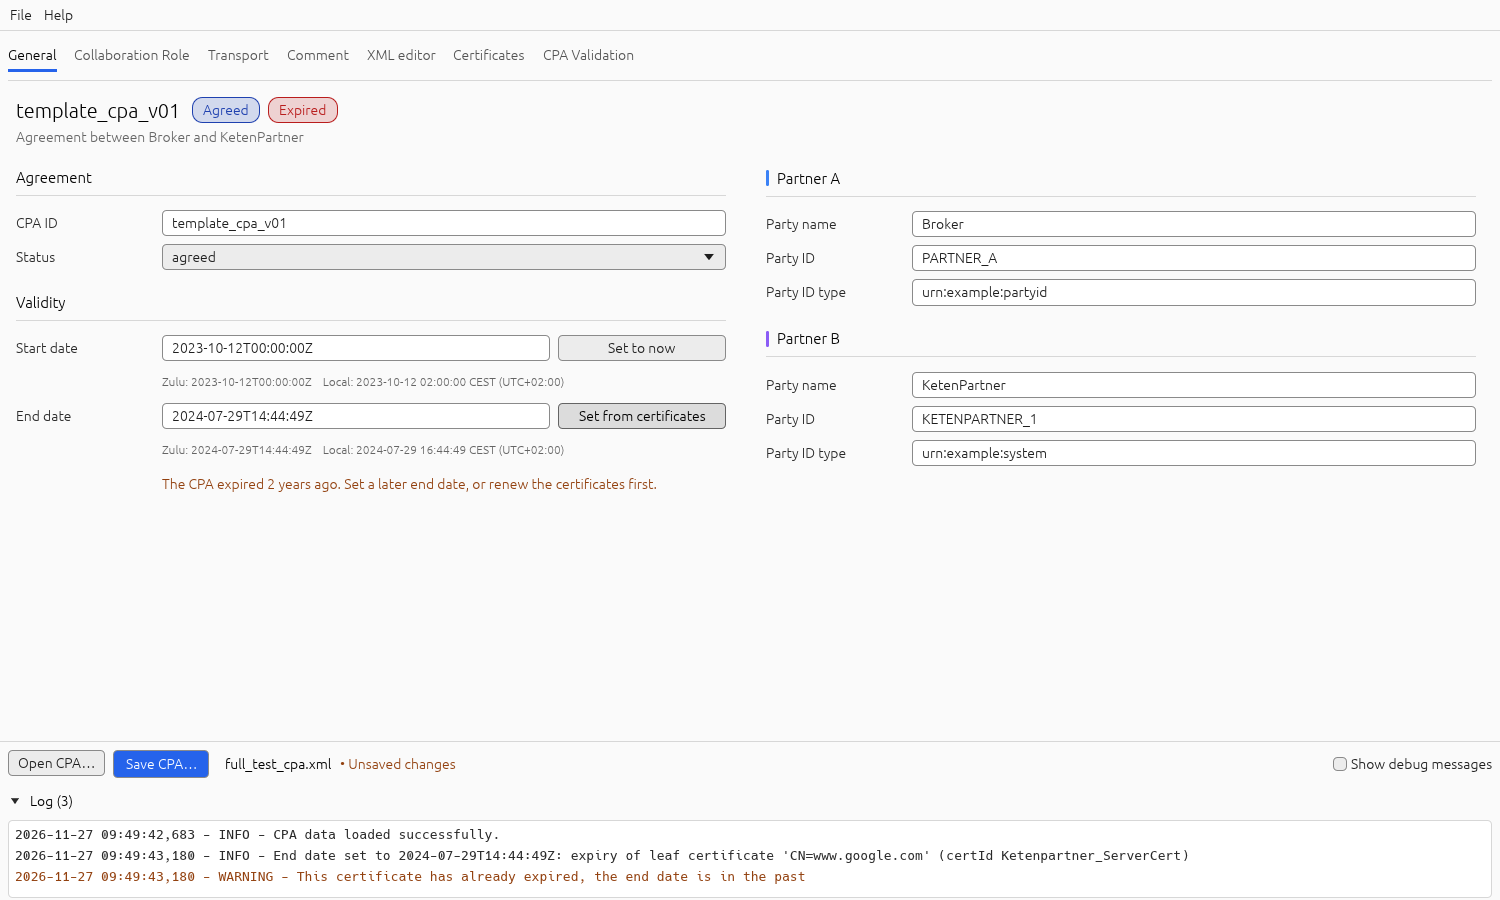 File Help
General Collaboration Role Transport Comment XML editor Certificates CPA Validation
template_cpa_v01 Agreed Expired
Agreement between Broker and KetenPartner
Agreement
CPA ID template_cpa_v01
Status agreed
Validity
Start date 2023-10-12T00:00:00Z Set to now
Zulu: 2023-10-12T00:00:00Z Local: 2023-10-12 02:00:00 CEST (UTC+02:00)
End date 2024-07-29T14:44:49Z Set from certificates
Zulu: 2024-07-29T14:44:49Z Local: 2024-07-29 16:44:49 CEST (UTC+02:00)
The CPA expired 2 years ago. Set a later end date, or renew the certificates first.
Partner A
Party name Broker
Party ID PARTNER_A
Party ID type urn:example:partyid
Partner B
Party name KetenPartner
Party ID KETENPARTNER_1
Party ID type urn:example:system
Open CPA... Save CPA... full_test_cpa.xml • Unsaved changes Show debug messages
Log (3)
2026-11-27 09:49:42,683 - INFO - CPA data loaded successfully.
2026-11-27 09:49:43,180 - INFO - End date set to 2024-07-29T14:44:49Z: expiry of leaf certificate 'CN=www.google.com' (certId Ketenpartner_ServerCert)
2026-11-27 09:49:43,180 - WARNING - This certificate has already expired, the end date is in the past